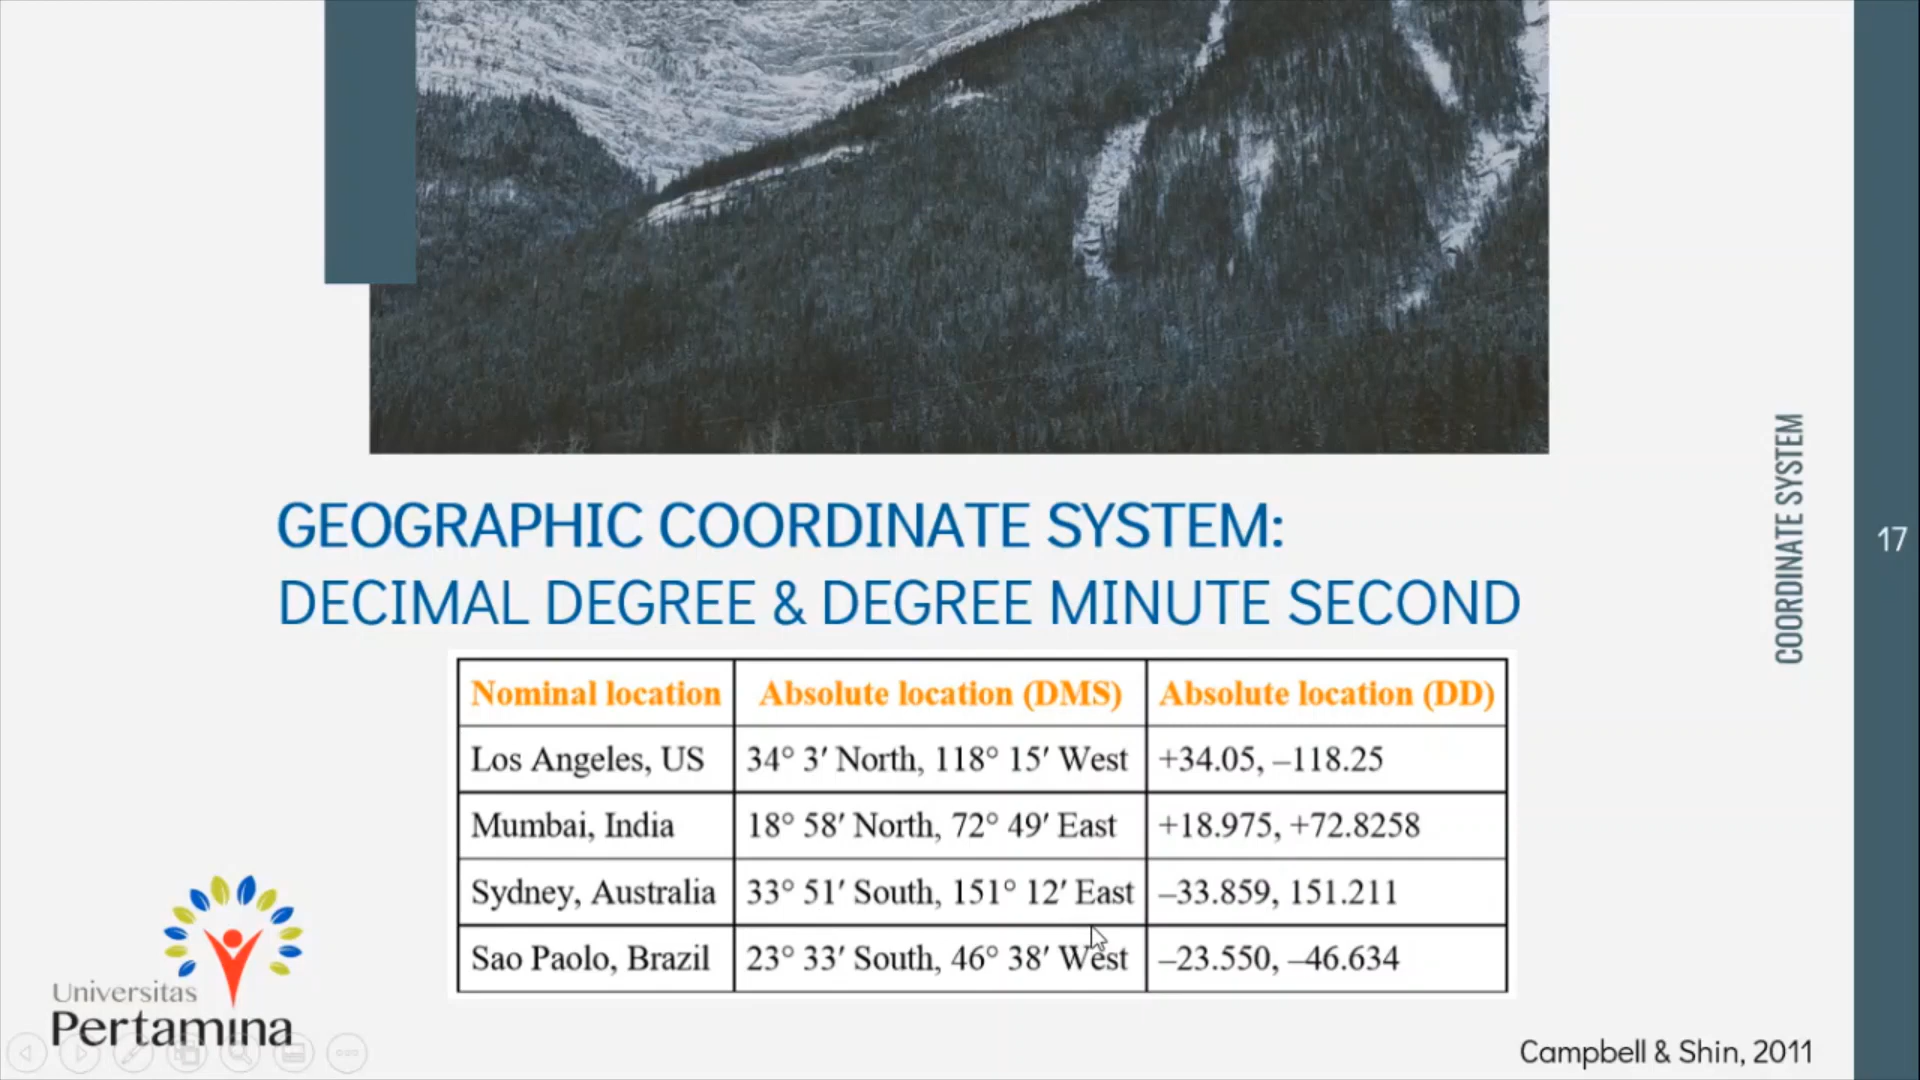 GEOGRAPHIC COORDINATE SYSTEM:
DECIMAL DEGREE & DEGREE MINUTE SECOND
Nominal location Absolute location (DMS) Absolute location (DD)
Los Angeles, US 34° 3′ North, 118° 15′ West +34.05, –118.25
Mumbai, India 18° 58′ North, 72° 49′ East +18.975, +72.8258
Sydney, Australia 33° 51′ South, 151° 12′ East –33.859, 151.211
Sao Paolo, Brazil 23° 33′ South, 46° 38′ West –23.550, –46.634
Universitas
Pertamina
Campbell & Shin, 2011
COORDINATE SYSTEM
17